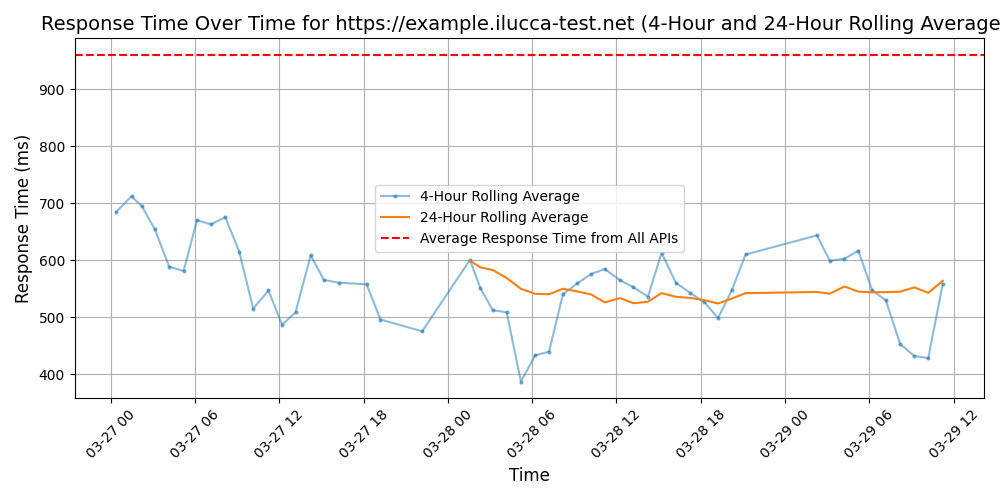 Response Time Over Time for https://example.ilucca-test.net (4-Hour and 24-Hour Rolling Average
Response Time (ms)
900
800
700
600
500
400
4-Hour Rolling Average
24-Hour Rolling Average
Average Response Time from All APIs
03-27 00
03-27 06
03-27 12
03-27 18
03-28 00
03-28 06
03-28 12
03-28 18
03-29 00
03-29 06
03-29 12
Time